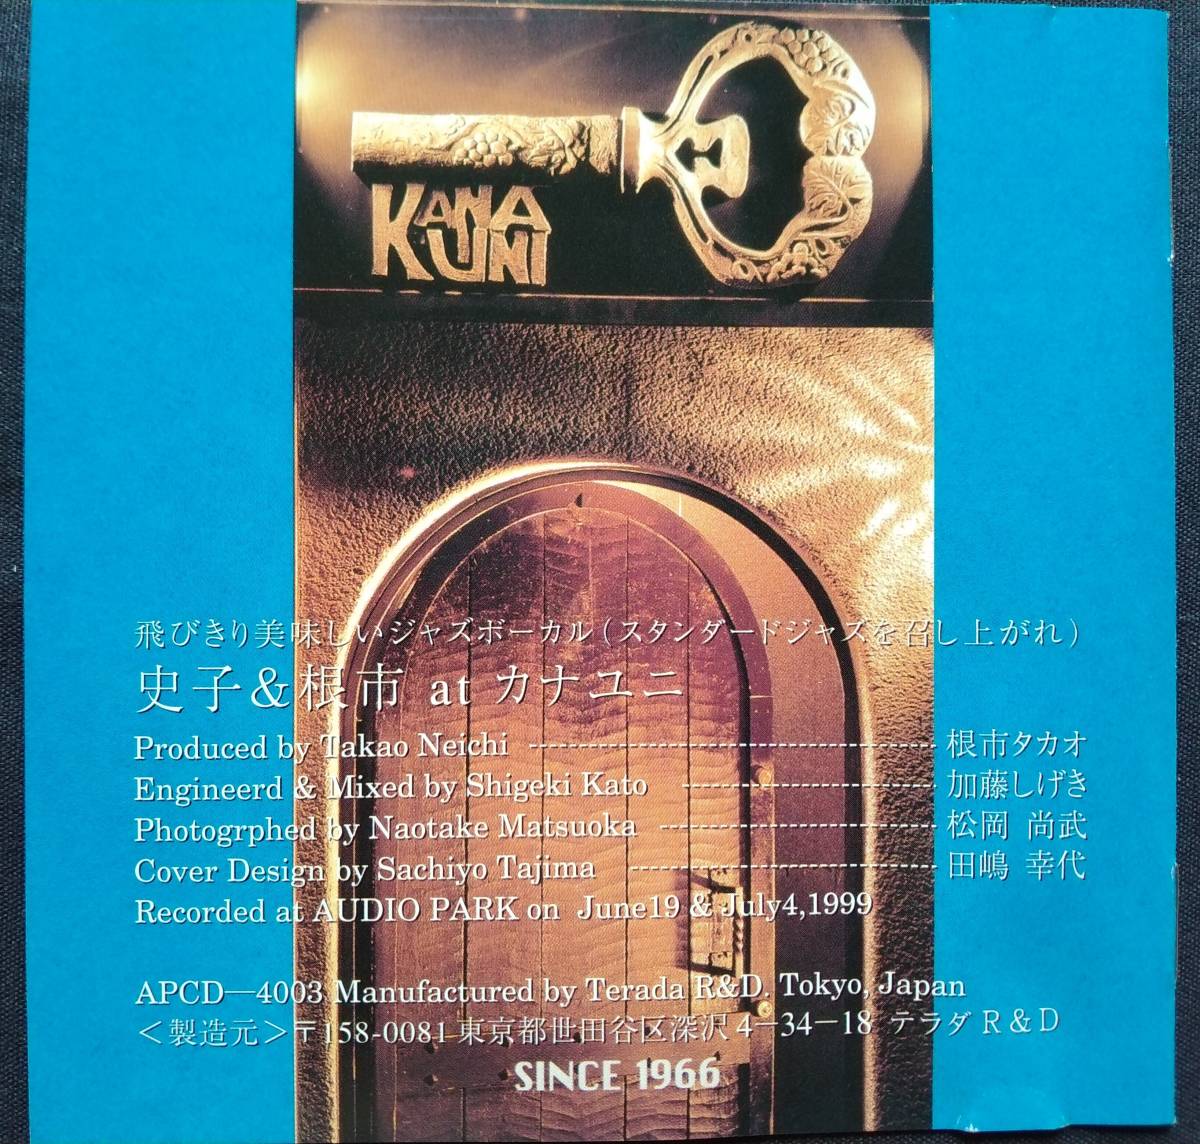 KANA
UNI
飛びきり美味しいジャズボーカル(スタンダードジャズを召し上がれ)
史子&根市 at カナユニ
Produced by Takao Neichi ---------------------------------------- 根市タカオ
Engineerd & Mixed by Shigeki Kato ------------------------- 加藤しげき
Photogrphed by Naotake Matsuoka --------------------------- 松岡 尚武
Cover Design by Sachiyo Tajima ------------------------------ 田嶋 幸代
Recorded at AUDIO PARK on June19 & July4,1999
APCD—4003 Manufactured by Terada R&D. Tokyo, Japan
<製造元>〒158-0081 東京都世田谷区深沢4-34-18 テラダ R&D
SINCE 1966